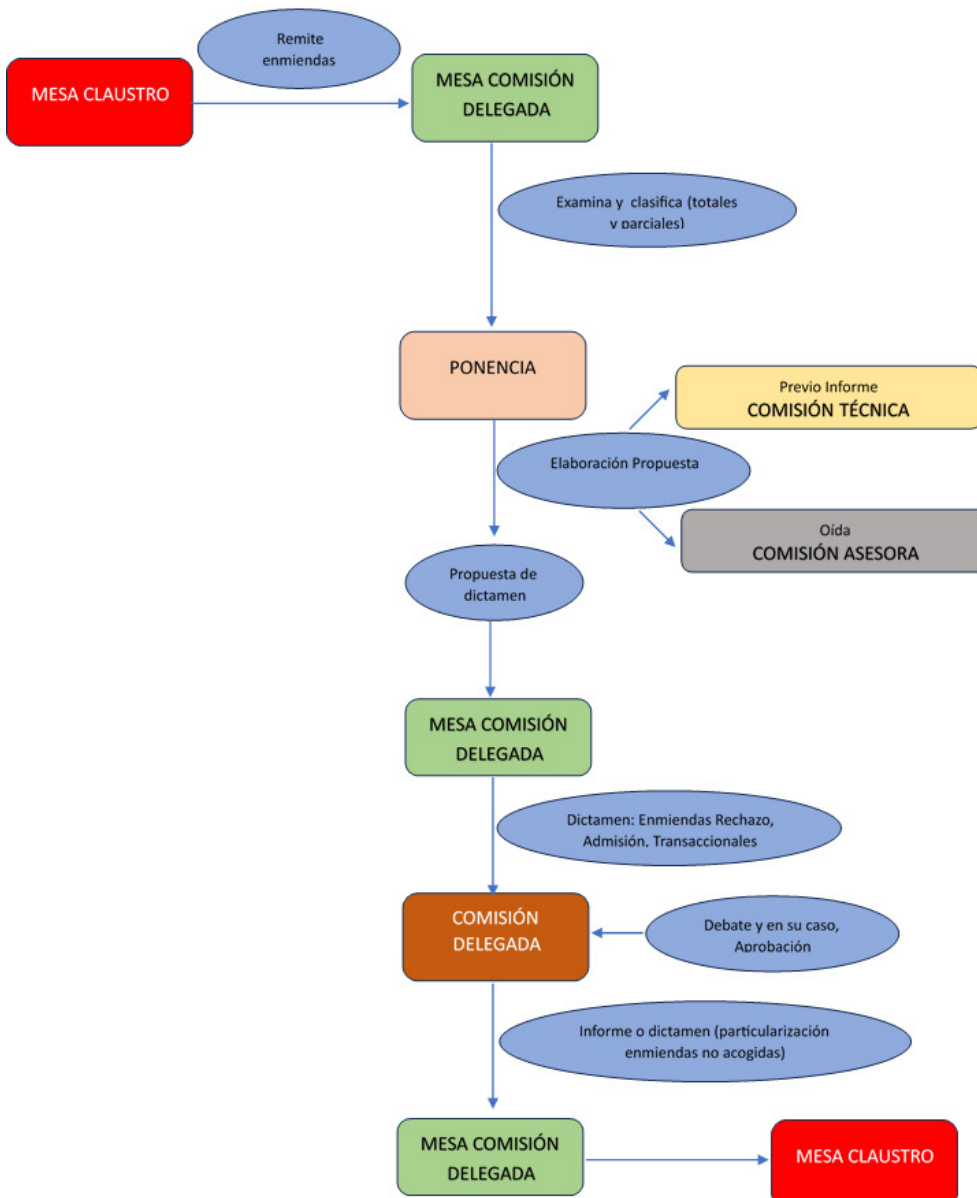 Remite
enmiendas
MESA CLAUSTRO
MESA COMISIÓN
DELEGADA
Examina y clasifica (totales
y parciales)
PONENCIA
Previo Informe
COMISIÓN TÉCNICA
Elaboración Propuesta
Oída
COMISIÓN ASESORA
Propuesta de
dictamen
MESA COMISIÓN
DELEGADA
Dictamen: Enmiendas Rechazo,
Admisión, Transaccionales
COMISIÓN
DELEGADA
Debate y en su caso,
Aprobación
Informe o dictamen (particularización
enmiendas no acogidas)
MESA COMISIÓN
DELEGADA
MESA CLAUSTRO